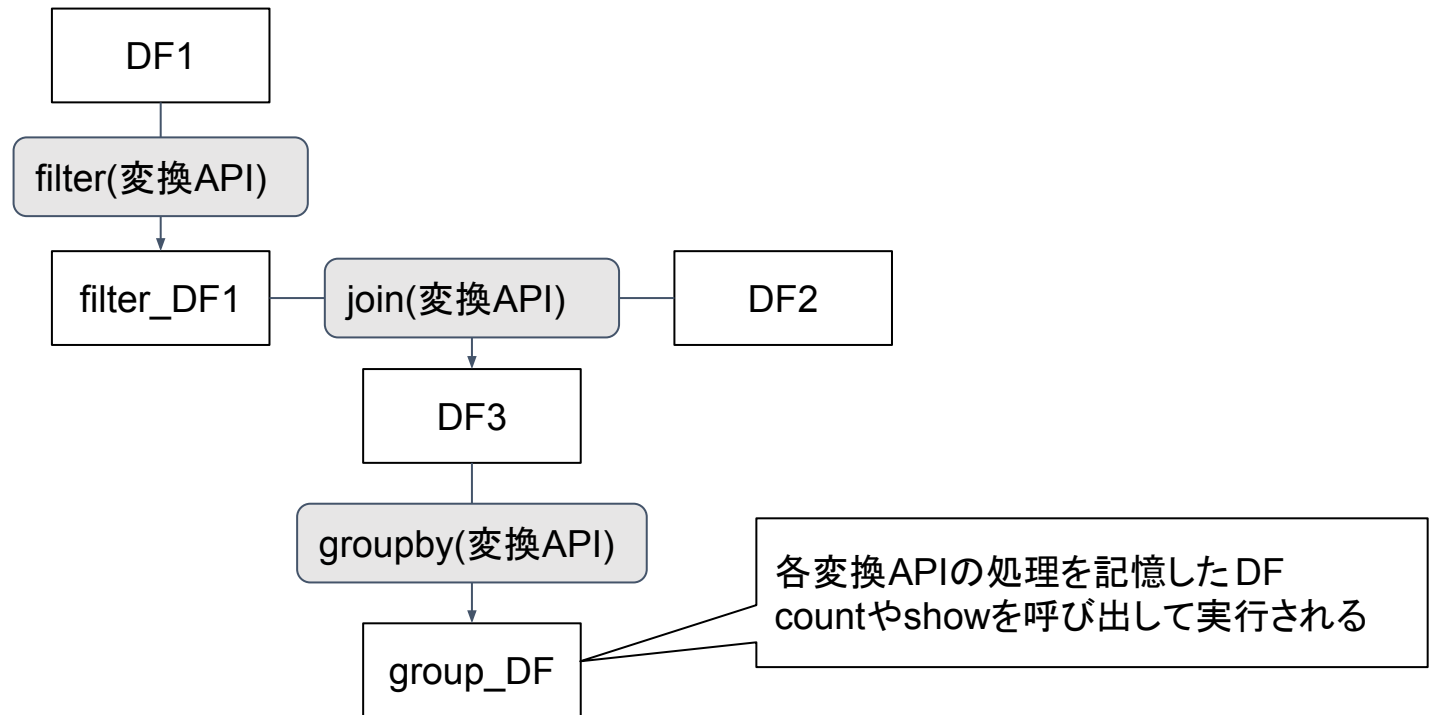 DF1
filter(変換API)
filter_DF1
join(変換API)
DF2
DF3
groupby(変換API)
各変換APIの処理を記憶したDF
countやshowを呼び出して実行される
group_DF